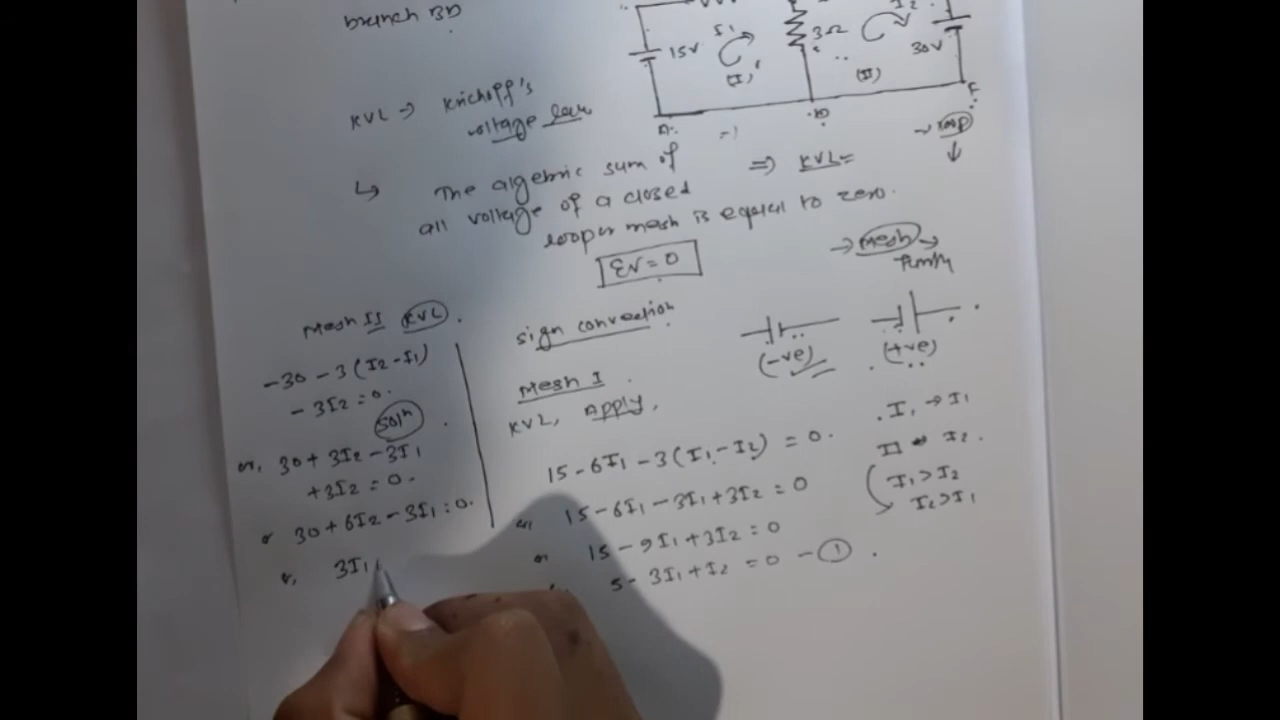 branch BD
15V
I1
(I)
3Ω
I2
30V
(II)
A
D
F
KVL → Krichoff's
voltage law
→ loop
↳ The algebric sum of
all voltage of a closed
loop or mesh is equal to zero.
⇒ KVL=
ΣV=0
→ Mesh →
Mesh II KVL.
-30-3(I2-I1)
-3I2=0.
Soln
or, 30+3I2-3I1
+3I2=0.
or 30+6I2-3I1=0.
or, 3I1
sign convection
(-ve)
(+ve)
Mesh I.
KVL, Apply,
15-6I1-3(I1-I2)=0.
or 15-6I1-3I1+3I2=0
or 15-9I1+3I2=0
5-3I1+I2=0-①.
.I1→I1
II → I2.
I1>I2
I2>I1